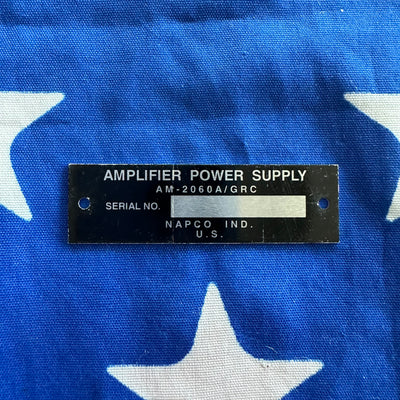 AMPLIFIER POWER SUPPLY
AM-2060A/GRC
SERIAL NO.
NAPCO IND.
U.S.